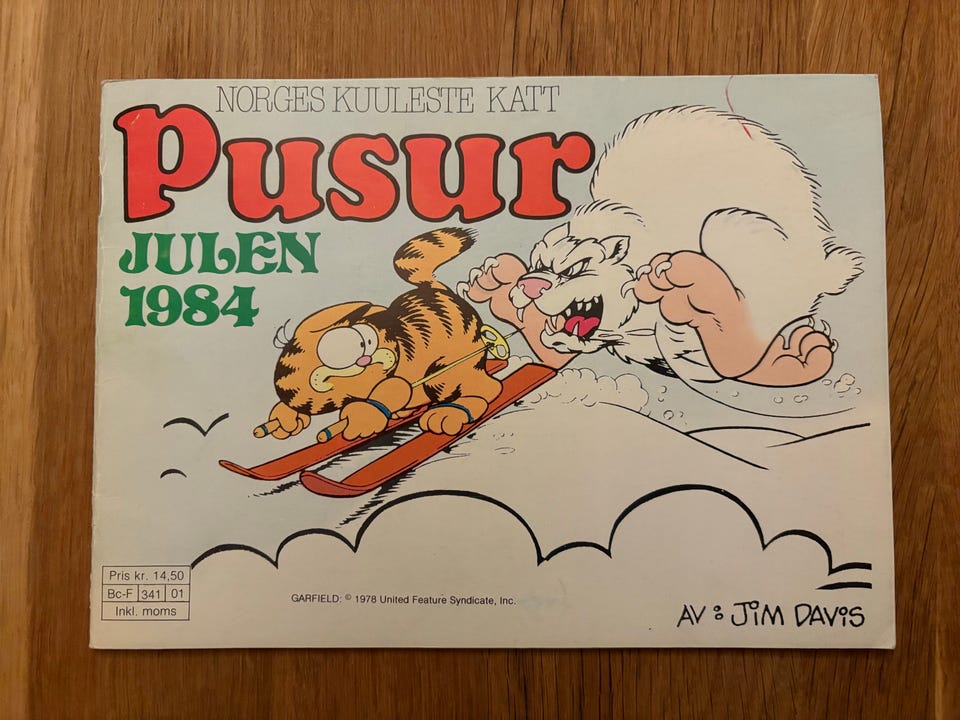 NORGES KUULESTE KATT
Pusur
JULEN
1984
Pris kr. 14,50
Bc-F 341 01
Inkl. moms
GARFIELD: © 1978 United Feature Syndicate, Inc.
AV: JIM DAVIS